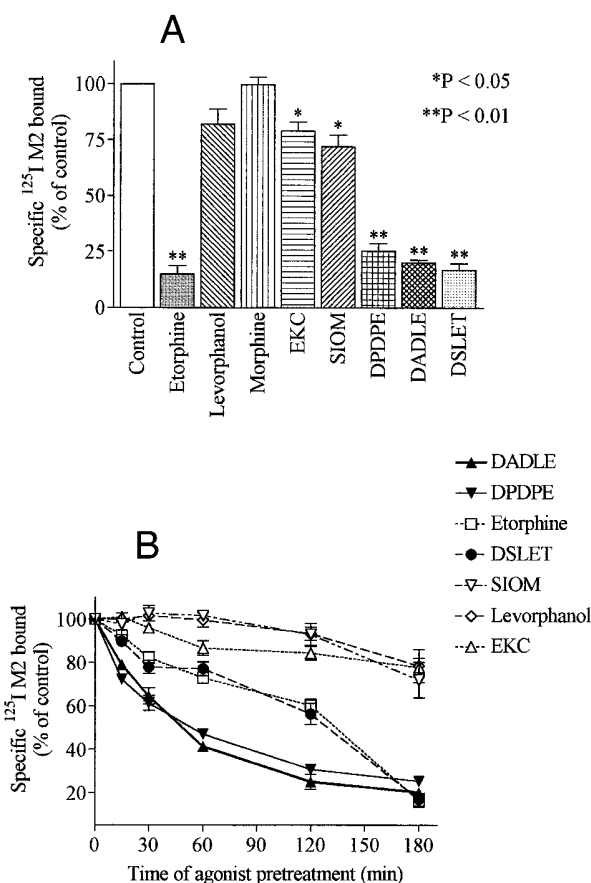 A
Specific ¹²⁵I M2 bound
(% of control)
100
75
50
25
0
*P < 0.05
**P < 0.01
**
*
*
**
**
**
Control
Etorphine
Levorphanol
Morphine
EKC
SIOM
DPDPE
DADLE
DSLET
B
DADLE
DPDPE
Etorphine
DSLET
SIOM
Levorphanol
EKC
Specific ¹²⁵I M2 bound
(% of control)
100
80
60
40
20
0 30 60 90 120 150 180
Time of agonist pretreatment (min)